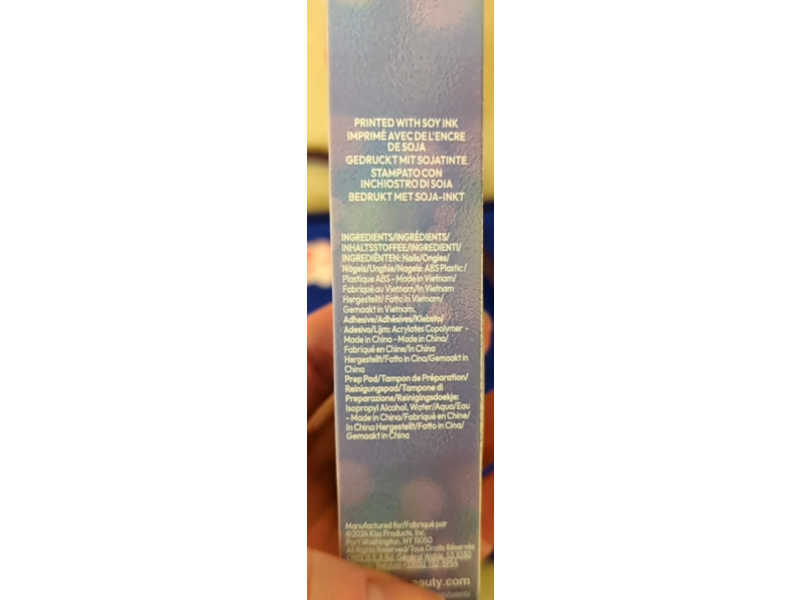 PRINTED WITH SOY INK
IMPRIMÉ AVEC DE L'ENCRE
DE SOJA
GEDRUCKT MIT SOJATINTE
STAMPATO CON
INCHIOSTRO DI SOIA
BEDRUKT MET SOJA-INKT
INGREDIENTS/INGRÉDIENTS/
INHALTSSTOFFE/INGREDIENTI/
INGREDIËNTEN: Nails/Ongles/
Nägels/Unghie/Nagels: ABS Plastic /
Plastique ABS - Made in Vietnam/
Fabriqué au Vietnam/In Vietnam
Hergestellt/ Fatto in Vietnam/
Gemaakt in Vietnam.
Adhesive/Adhésives/Klebsto/
Adesivo/Lijm: Acrylates Copolymer -
Made in China - Made in China/
Fabriqué en Chine/In China
Hergestellt/Fatto in Cina/Gemaakt in
China
Prep Pad/Tampon de Préparation/
Reinigungspad/Tampone di
Preparazione/Reinigingsdoekje:
Isopropyl Alcohol, Water/Aqua/Eau
- Made in China/Fabriqué en Chine/
In China Hergestellt/Fatto in Cina/
Gemaakt in China
Manufactured for/Fabriqué par
©2024 Kiss Products, Inc.
Port Washington, NY 11050
All Rights Reserved/Tous Droits Réservés
Général
Belgium
eauty.com